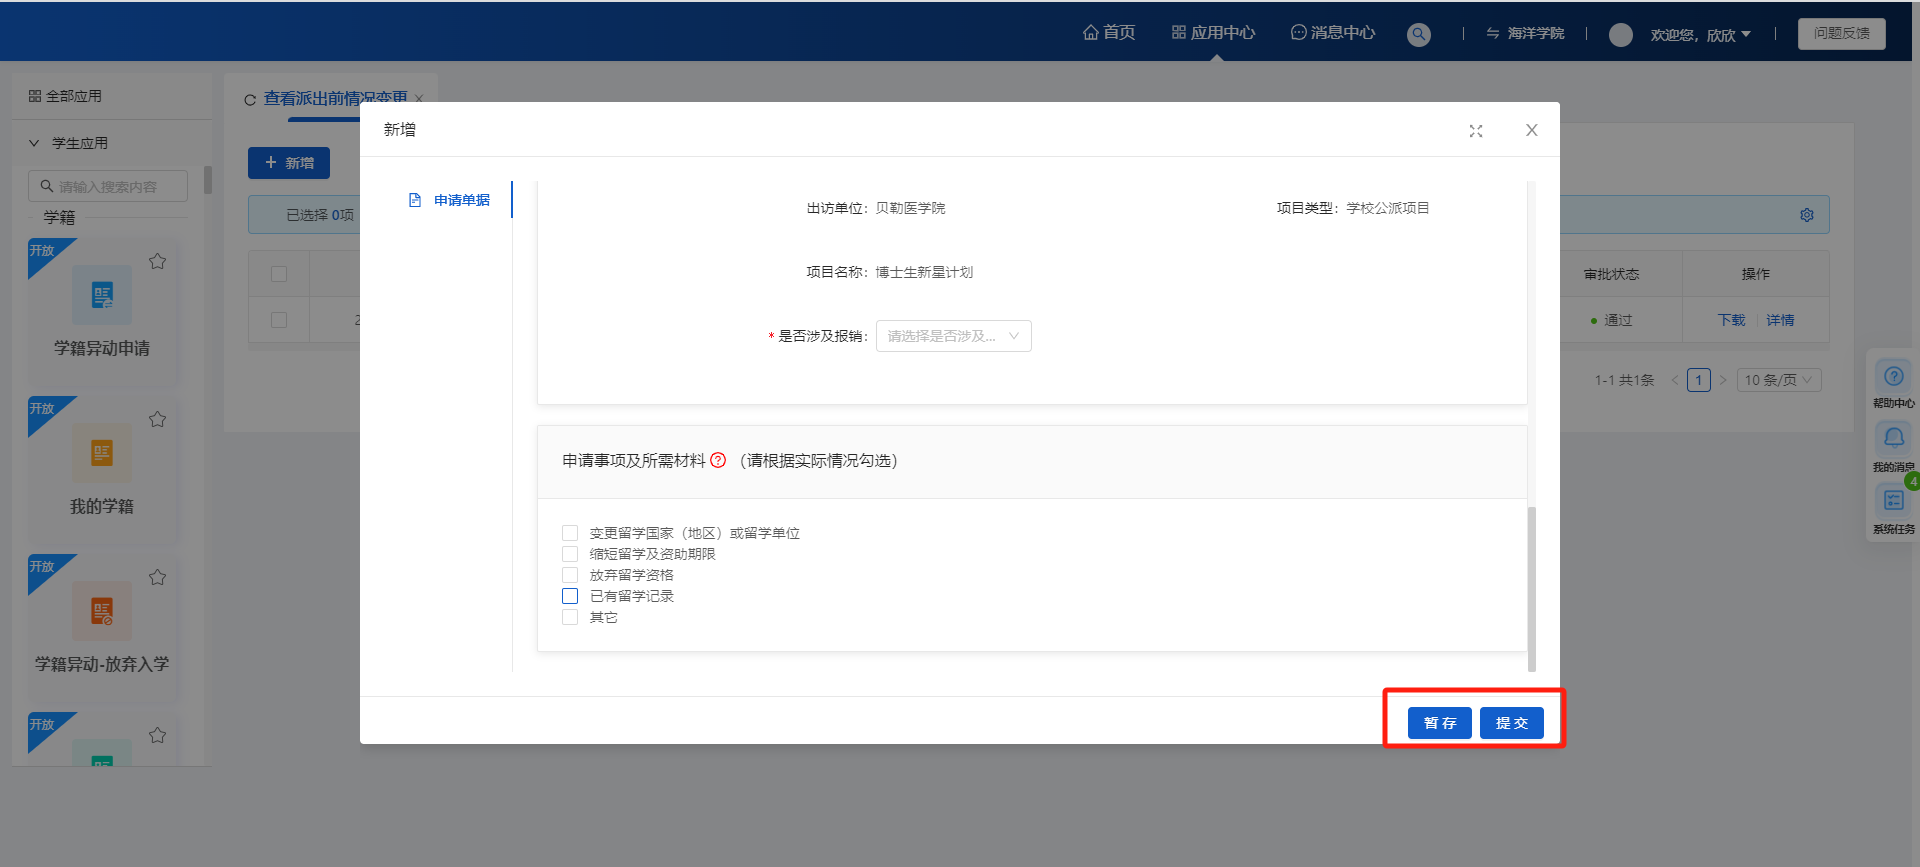 首页
应用中心
消息中心
海洋学院
欢迎您，欣欣
问题反馈
全部应用
学生应用
请输入搜索内容
学籍
开放
学籍异动申请
开放
我的学籍
开放
学籍异动-放弃入学
开放
查看派出前情况变更
新增
已选择 0项
审批状态
操作
通过
下载
详情
1-1 共1条
1
10 条/页
帮助中心
我的消息
4
系统任务
新增
申请单据
出访单位：贝勒医学院
项目类型：学校公派项目
项目名称：博士生新星计划
* 是否涉及报销：请选择是否涉及...
申请事项及所需材料 （请根据实际情况勾选）
变更留学国家（地区）或留学单位
缩短留学及资助期限
放弃留学资格
已有留学记录
其它
暂存
提交